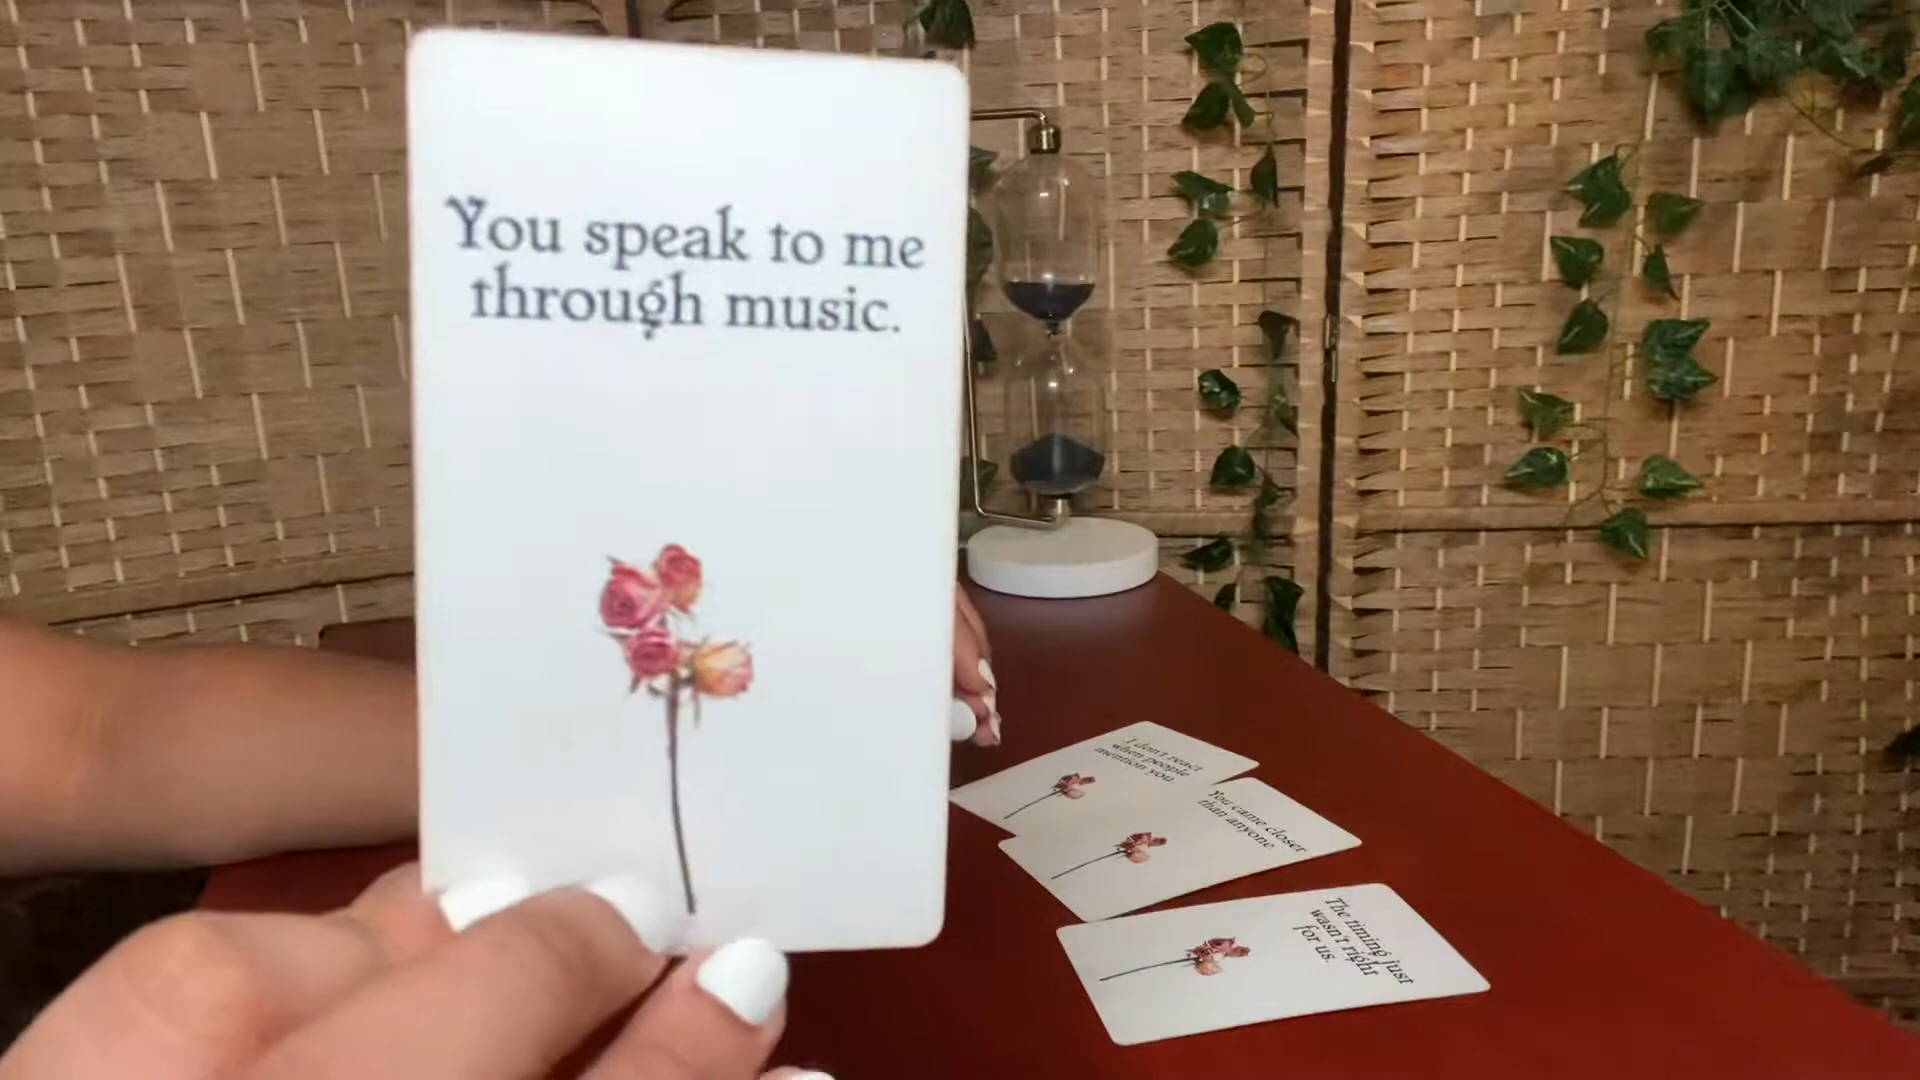 You speak to me
through music.
I don't react
when people
mention you.
You came closer
than anyone.
The timing just
wasn't right
for us.